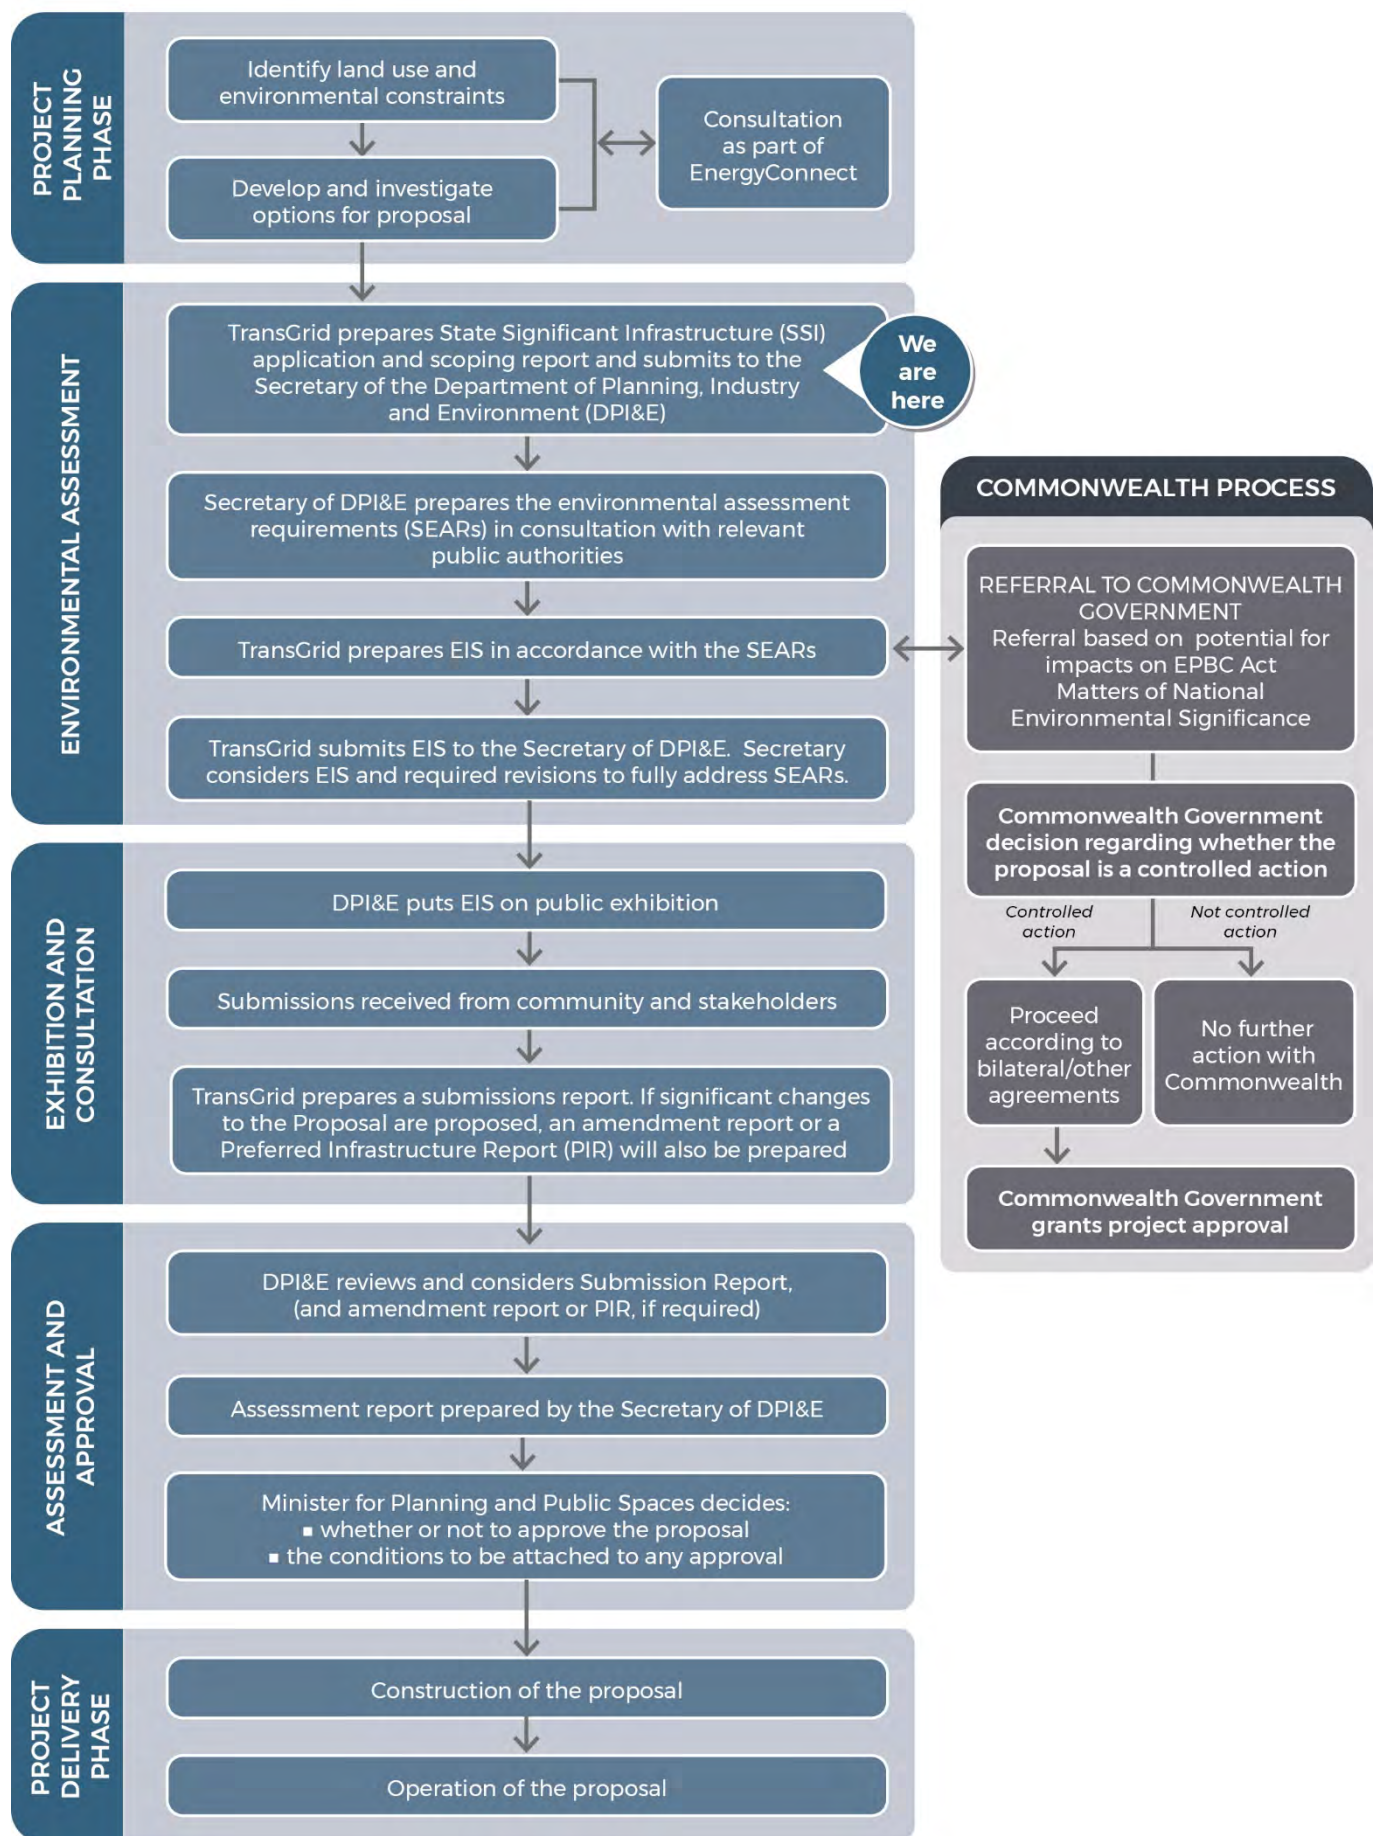 PROJECT
PLANNING
PHASE
Identify land use and
environmental constraints
Develop and investigate
options for proposal
Consultation
as part of
EnergyConnect
ENVIRONMENTAL ASSESSMENT
TransGrid prepares State Significant Infrastructure (SSI)
application and scoping report and submits to the
Secretary of the Department of Planning, Industry
and Environment (DPI&E)
We
are
here
Secretary of DPI&E prepares the environmental assessment
requirements (SEARs) in consultation with relevant
public authorities
TransGrid prepares EIS in accordance with the SEARs
TransGrid submits EIS to the Secretary of DPI&E. Secretary
considers EIS and required revisions to fully address SEARs.
COMMONWEALTH PROCESS
REFERRAL TO COMMONWEALTH
GOVERNMENT
Referral based on potential for
impacts on EPBC Act
Matters of National
Environmental Significance
Commonwealth Government
decision regarding whether the
proposal is a controlled action
Controlled
action
Not controlled
action
Proceed
according to
bilateral/other
agreements
No further
action with
Commonwealth
Commonwealth Government
grants project approval
EXHIBITION AND
CONSULTATION
DPI&E puts EIS on public exhibition
Submissions received from community and stakeholders
TransGrid prepares a submissions report. If significant changes
to the Proposal are proposed, an amendment report or a
Preferred Infrastructure Report (PIR) will also be prepared
ASSESSMENT AND
APPROVAL
DPI&E reviews and considers Submission Report,
(and amendment report or PIR, if required)
Assessment report prepared by the Secretary of DPI&E
Minister for Planning and Public Spaces decides:
▪ whether or not to approve the proposal
▪ the conditions to be attached to any approval
PROJECT
DELIVERY
PHASE
Construction of the proposal
Operation of the proposal